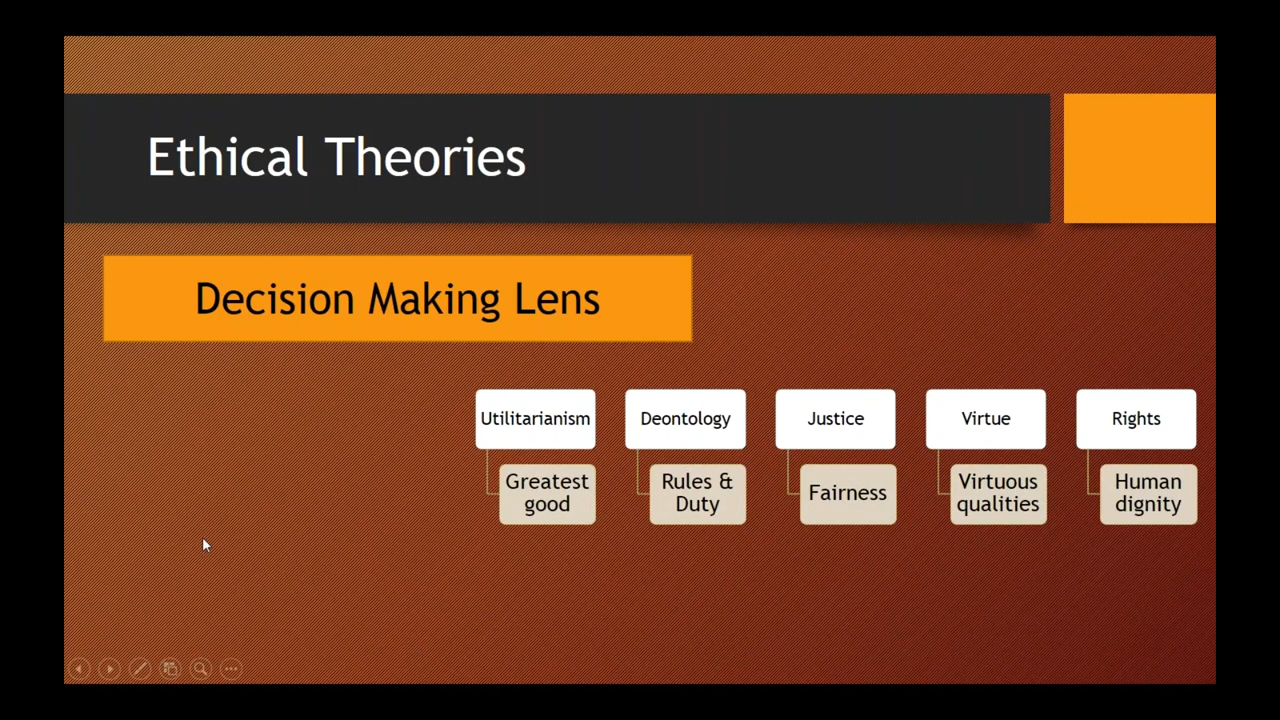 Ethical Theories
Decision Making Lens
Utilitarianism
Greatest
good
Deontology
Rules &
Duty
Justice
Fairness
Virtue
Virtuous
qualities
Rights
Human
dignity